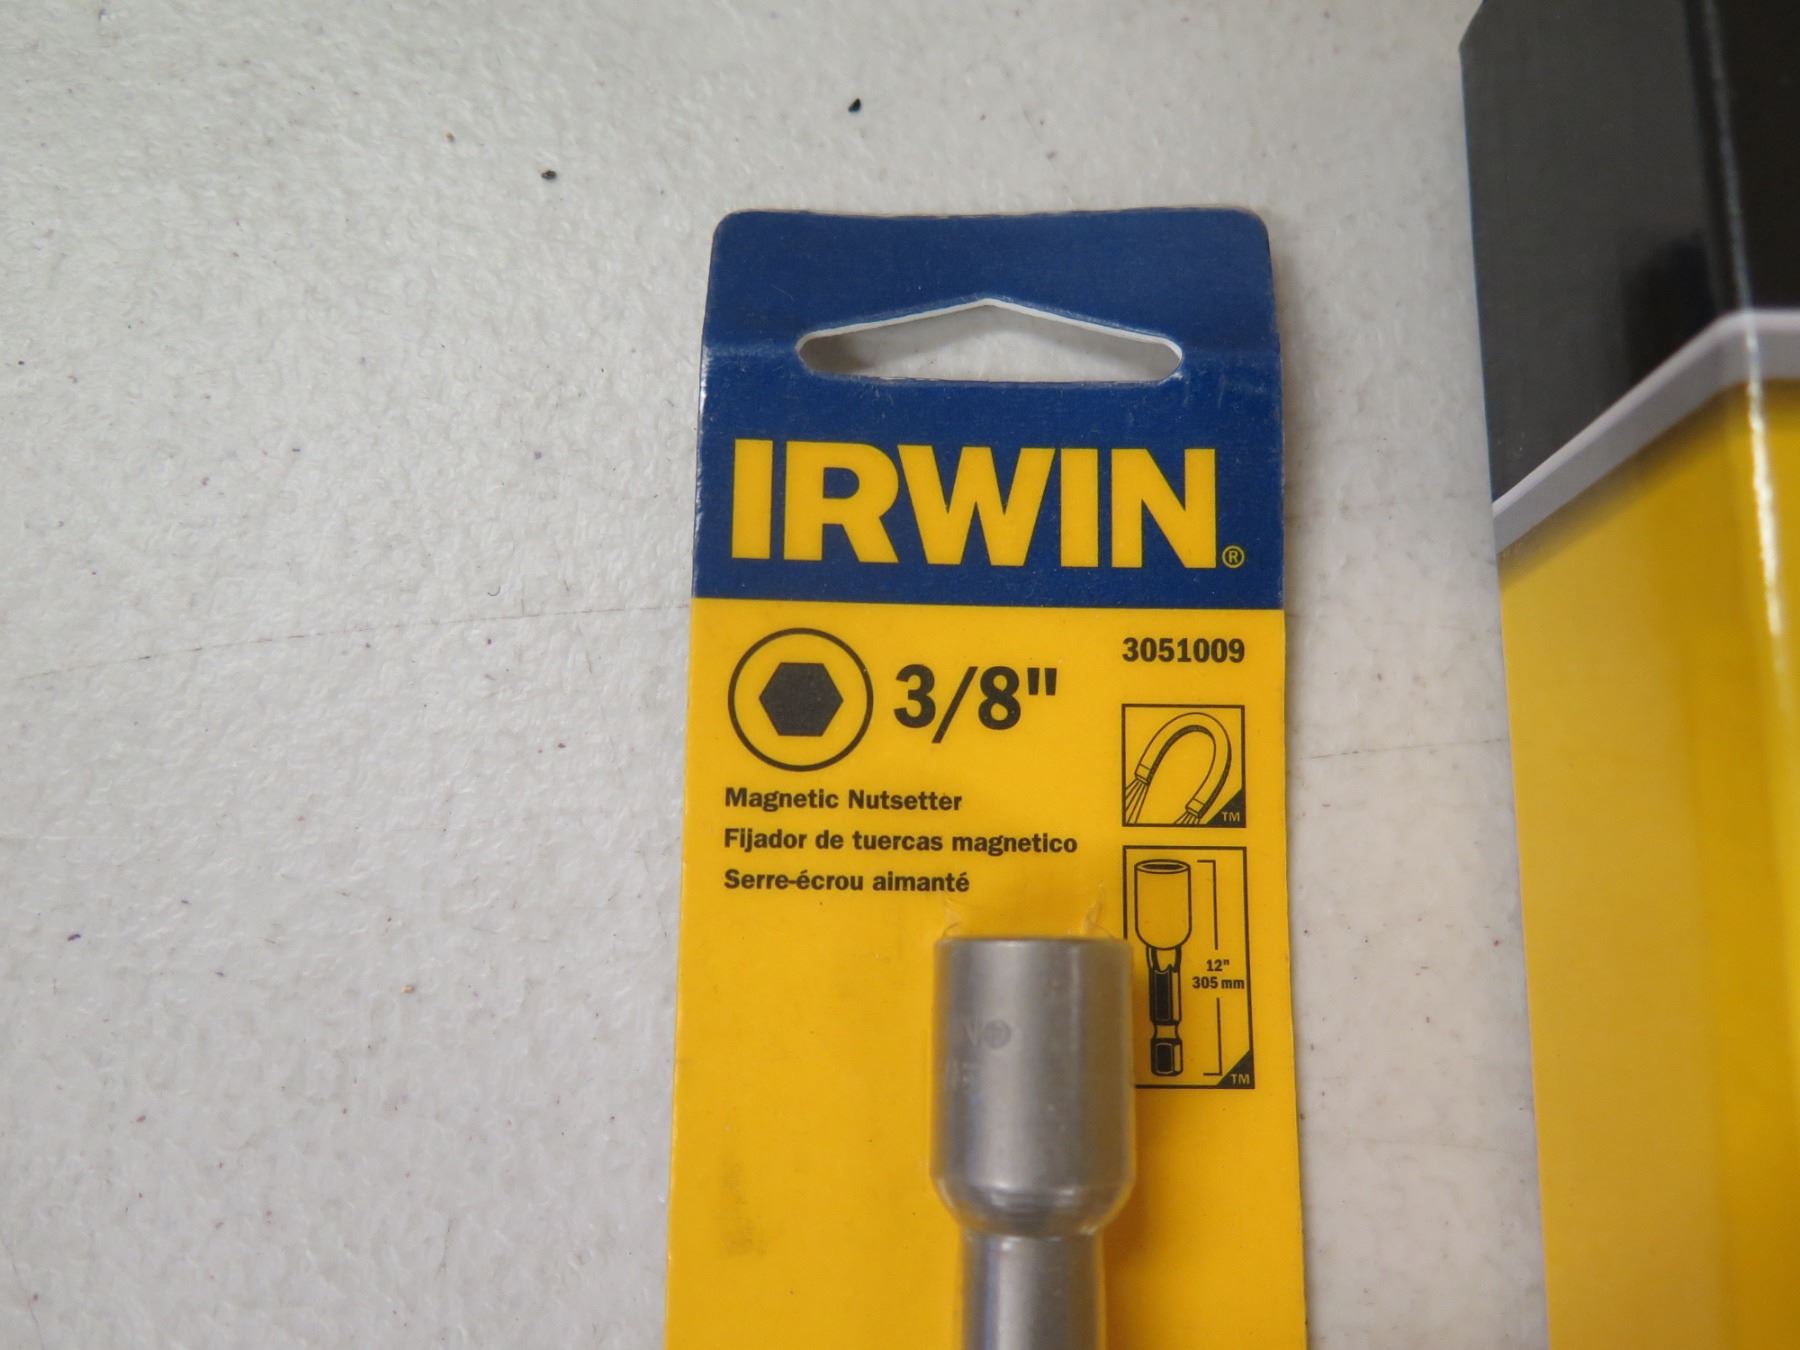 IRWIN®
3/8"
3051009
Magnetic Nutsetter
Fijador de tuercas magnetico
Serre-écrou aimanté
TM
12"
305 mm
TM